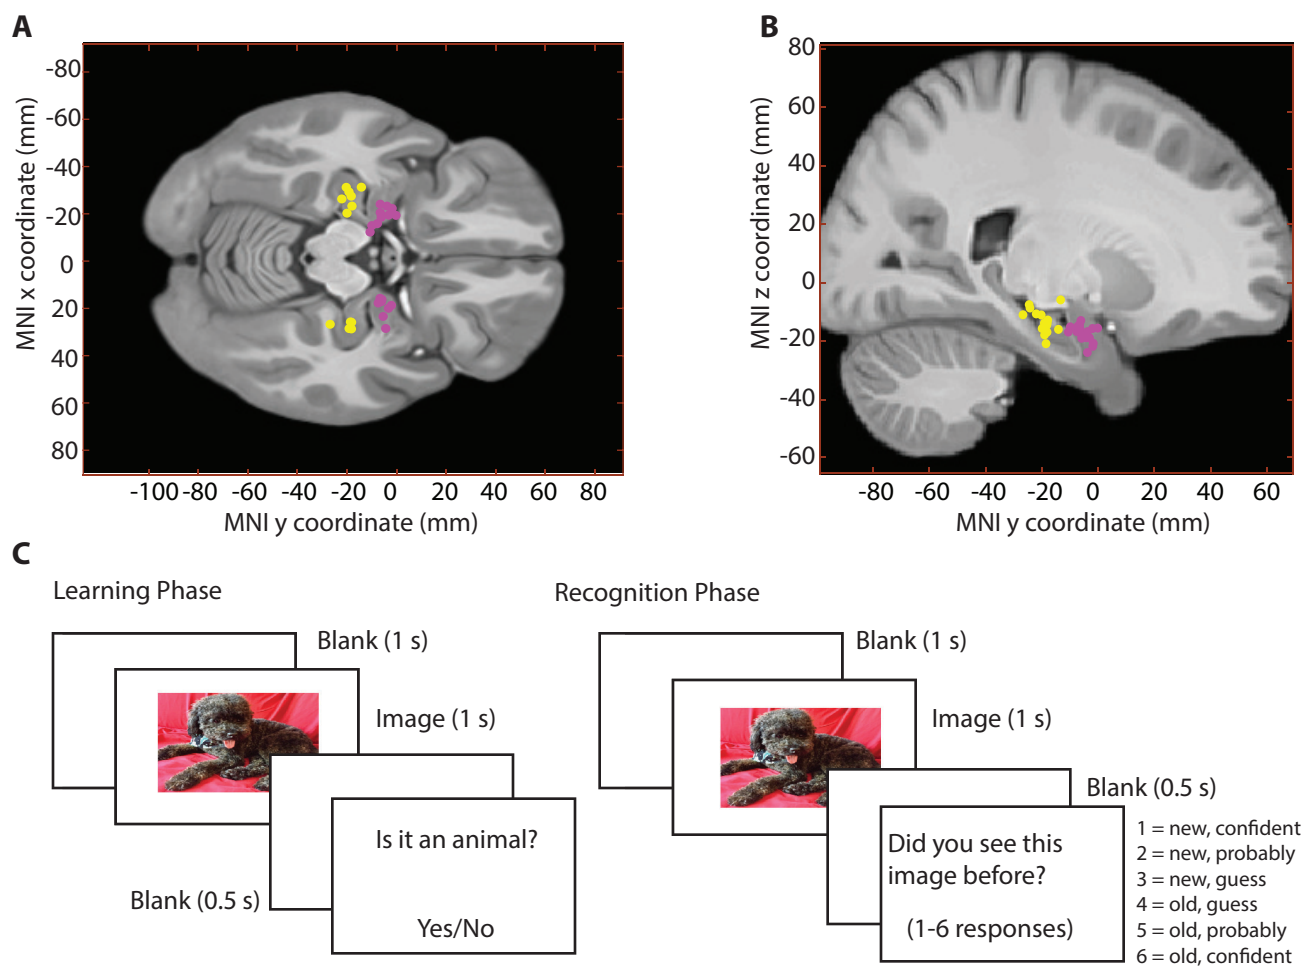 A
-80
-60
-40
-20
0
20
40
60
80
MNI x coordinate (mm)
-100 -80 -60 -40 -20 0 20 40 60 80
MNI y coordinate (mm)
B
80
60
40
20
0
-20
-40
-60
MNI z coordinate (mm)
-80 -60 -40 -20 0 20 40 60
MNI y coordinate (mm)
C
Learning Phase
Blank (1 s)
Image (1 s)
Is it an animal?
Yes/No
Blank (0.5 s)
Recognition Phase
Blank (1 s)
Image (1 s)
Blank (0.5 s)
Did you see this
image before?
(1-6 responses)
1 = new, confident
2 = new, probably
3 = new, guess
4 = old, guess
5 = old, probably
6 = old, confident